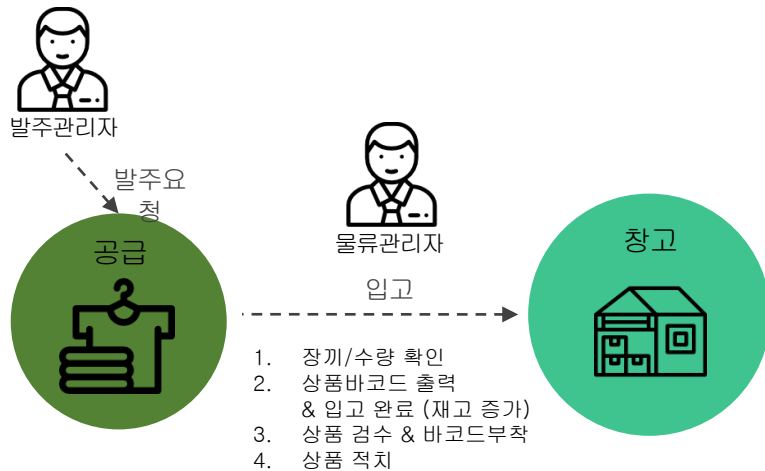 발주관리자
발주요
청
공급
물류관리자
입고
창고
1. 장끼/수량 확인
2. 상품바코드 출력
& 입고 완료 (재고 증가)
3. 상품 검수 & 바코드부착
4. 상품 적치